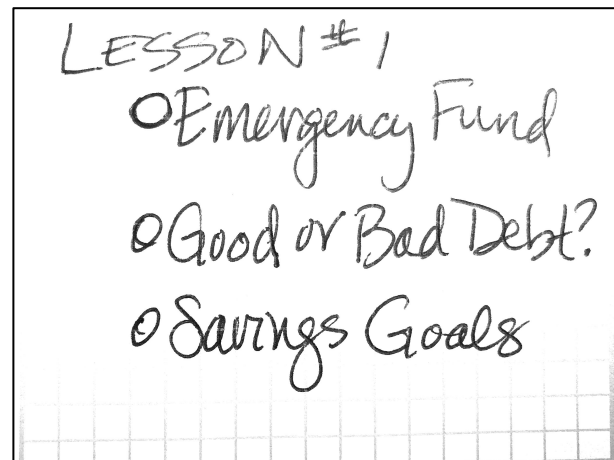 LESSON #1
O Emergency Fund
O Good or Bad Debt?
O Savings Goals